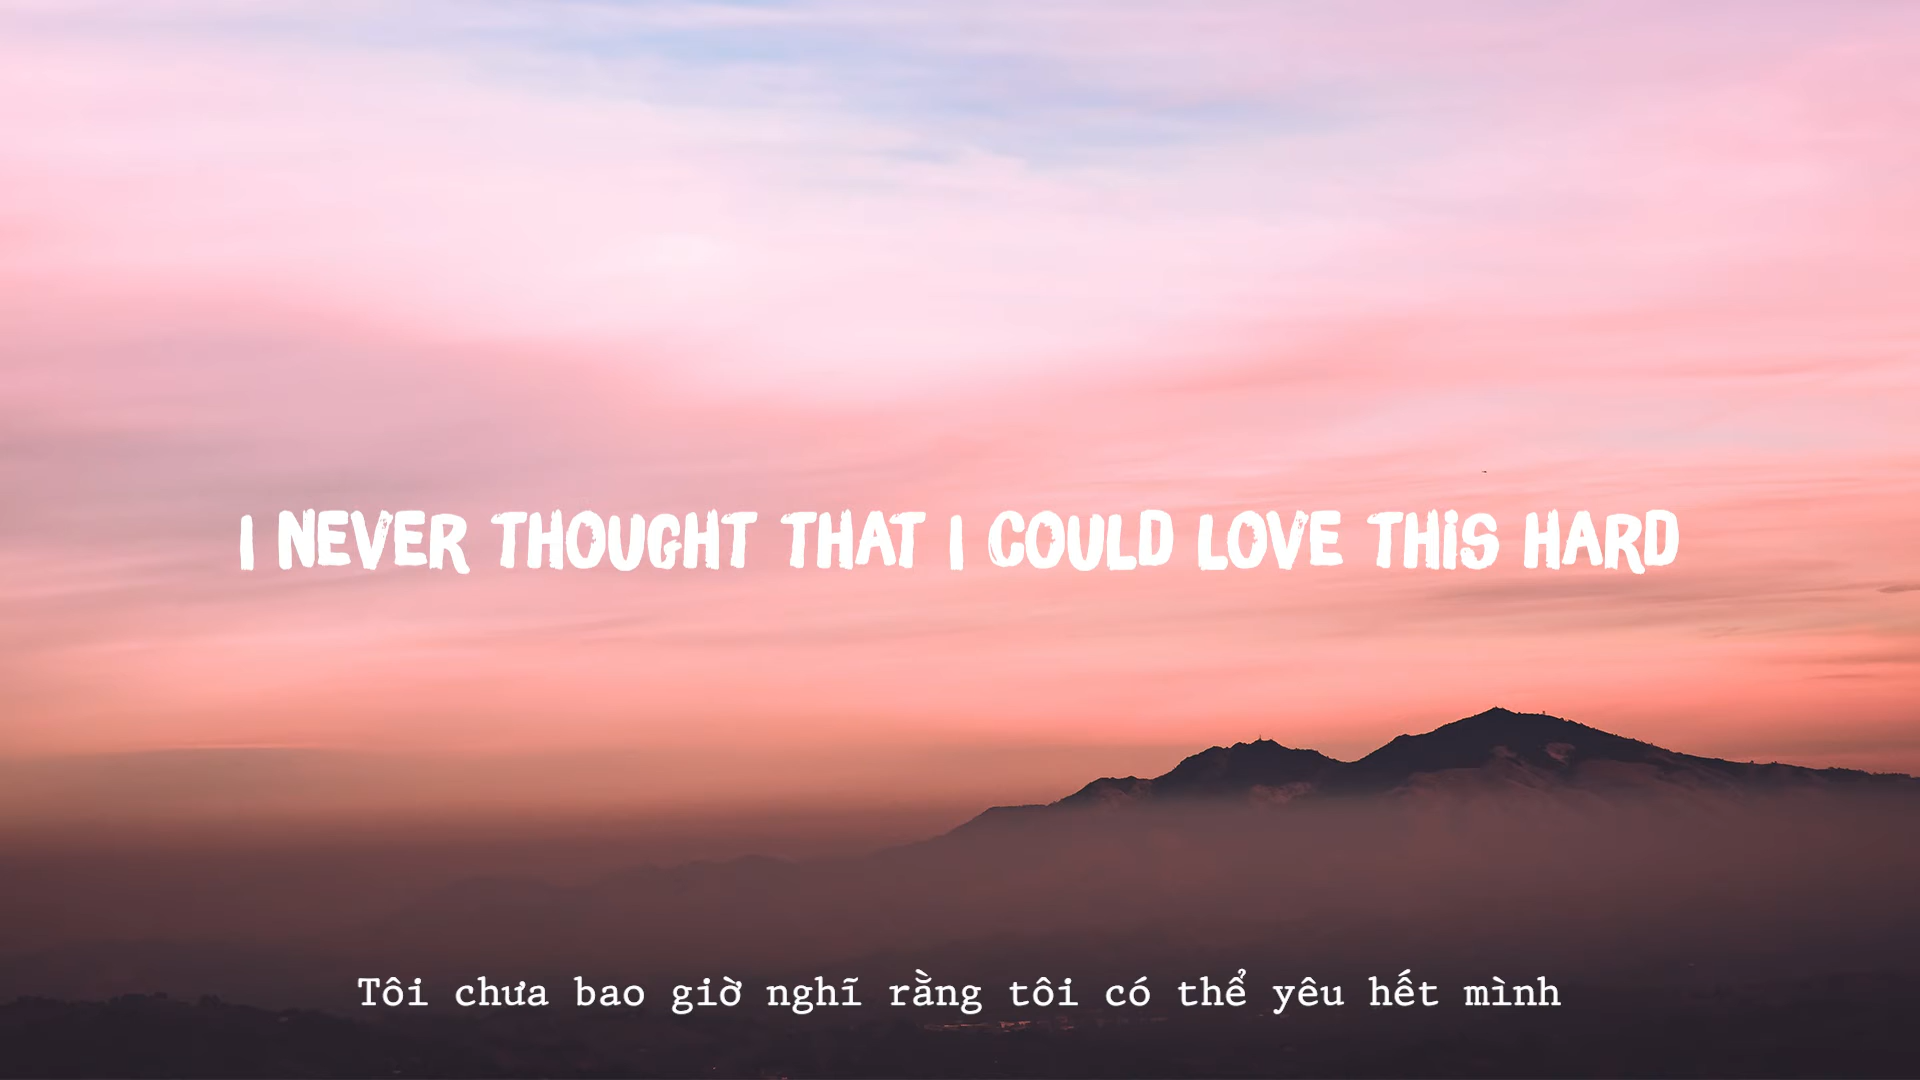 I NEVER THOUGHT THAT I COULD LOVE THIS HARD
Tôi chưa bao giờ nghĩ rằng tôi có thể yêu hết mình